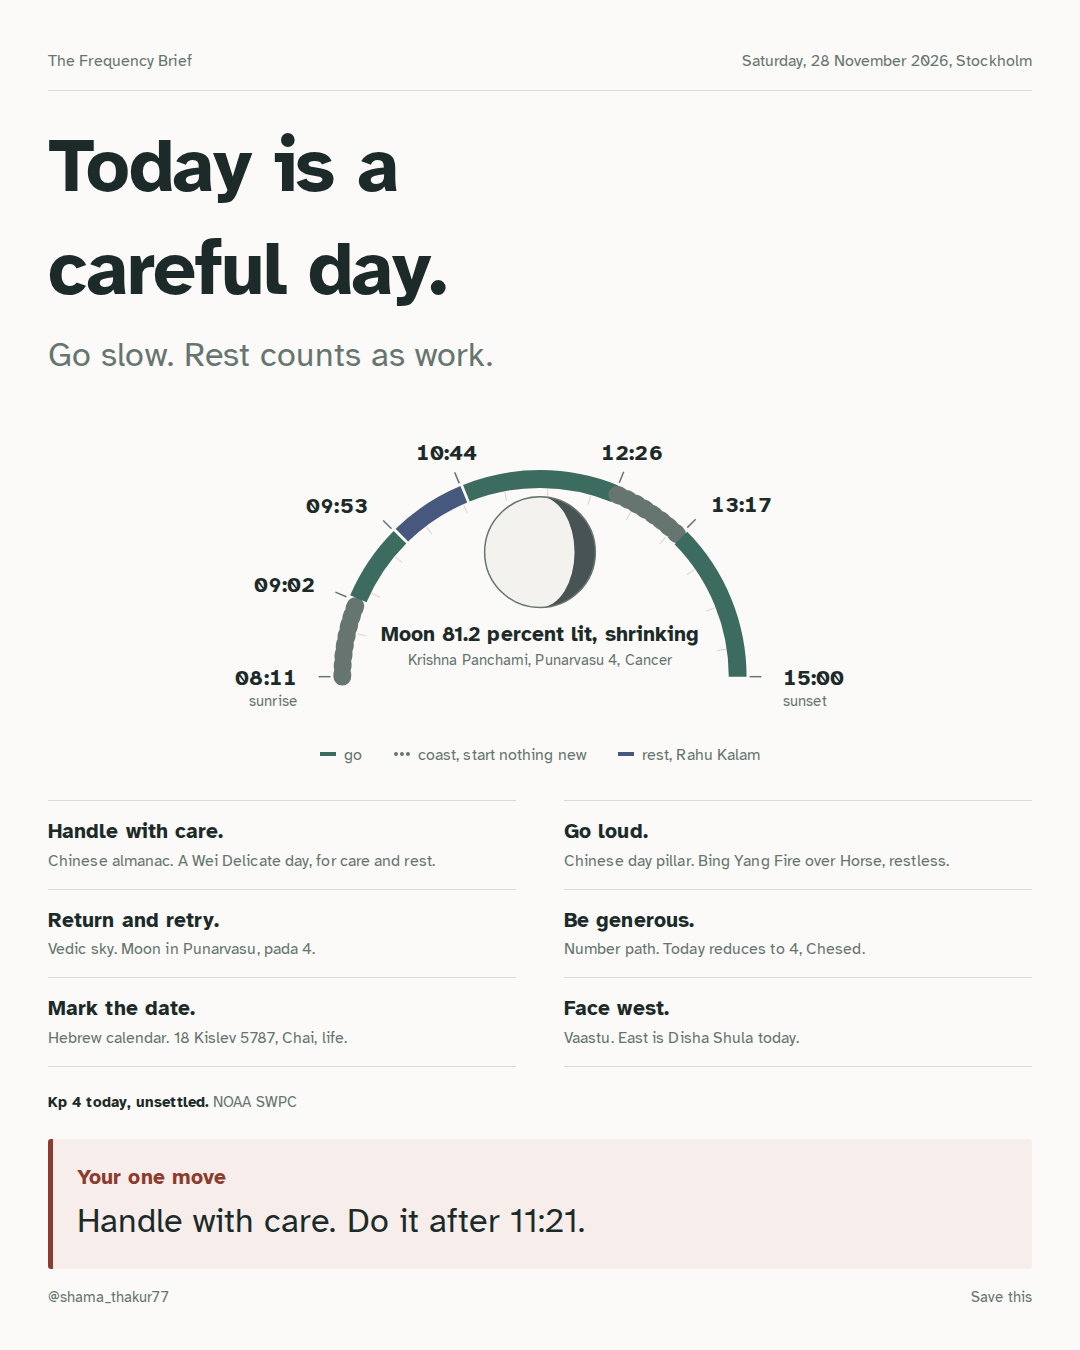 The Frequency Brief
Saturday, 28 November 2026, Stockholm
Today is a
careful day.
Go slow. Rest counts as work.
10:44
12:26
09:53
13:17
09:02
Moon 81.2 percent lit, shrinking
Krishna Panchami, Punarvasu 4, Cancer
08:11
sunrise
15:00
sunset
go
coast, start nothing new
rest, Rahu Kalam
Handle with care.
Chinese almanac. A Wei Delicate day, for care and rest.
Go loud.
Chinese day pillar. Bing Yang Fire over Horse, restless.
Return and retry.
Vedic sky. Moon in Punarvasu, pada 4.
Be generous.
Number path. Today reduces to 4, Chesed.
Mark the date.
Hebrew calendar. 18 Kislev 5787, Chai, life.
Face west.
Vaastu. East is Disha Shula today.
Kp 4 today, unsettled. NOAA SWPC
Your one move
Handle with care. Do it after 11:21.
@shama_thakur77
Save this